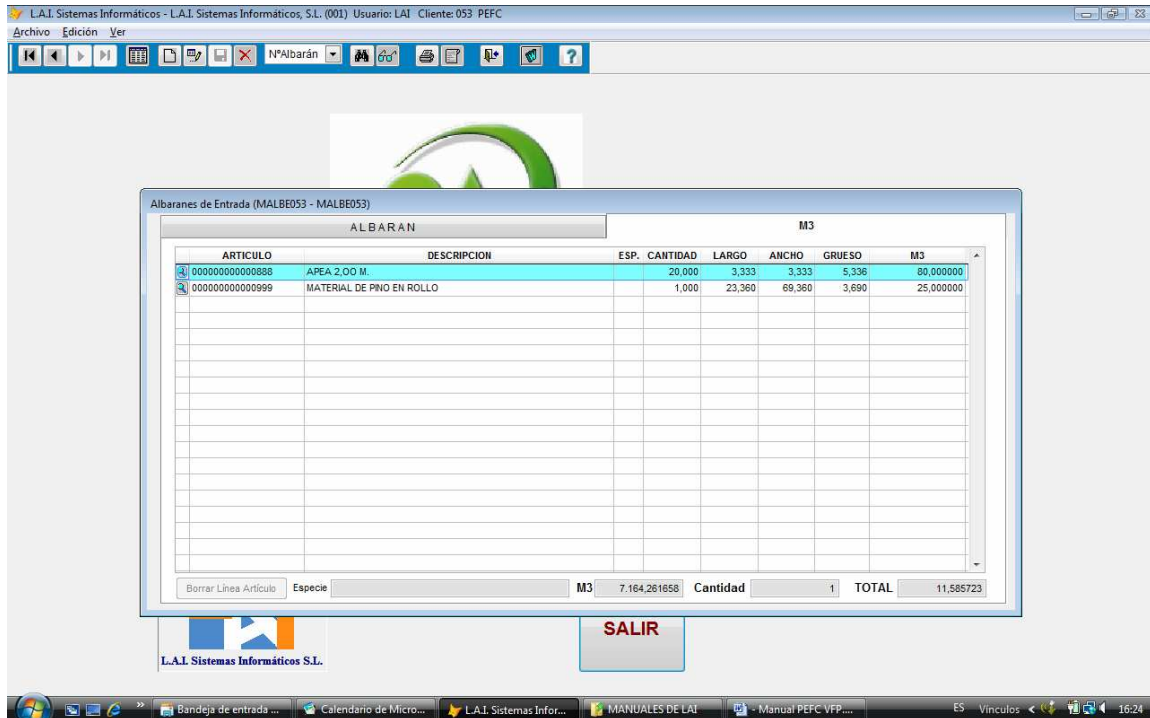 L.A.I. Sistemas Informáticos - L.A.I. Sistemas Informáticos, S.L. (001) Usuario: LAI Cliente: 053 PEFC
Archivo Edición Ver
NºAlbarán
Albaranes de Entrada (MALBE053 - MALBE053)
ALBARAN M3
ARTICULO DESCRIPCION ESP. CANTIDAD LARGO ANCHO GRUESO M3
000000000000888 APEA 2,OO M. 20,000 3,333 3,333 5,336 80,000000
000000000000999 MATERIAL DE PINO EN ROLLO 1,000 23,360 69,360 3,690 25,000000
Borrar Línea Artículo Especie M3 7.164,261658 Cantidad 1 TOTAL 11,585723
SALIR
L.A.I. Sistemas Informáticos S.L.
Bandeja de entrada ... Calendario de Micro... L.A.I. Sistemas Infor... MANUALES DE LAI - Manual PEFC VFP.... ES Vínculos 16:24